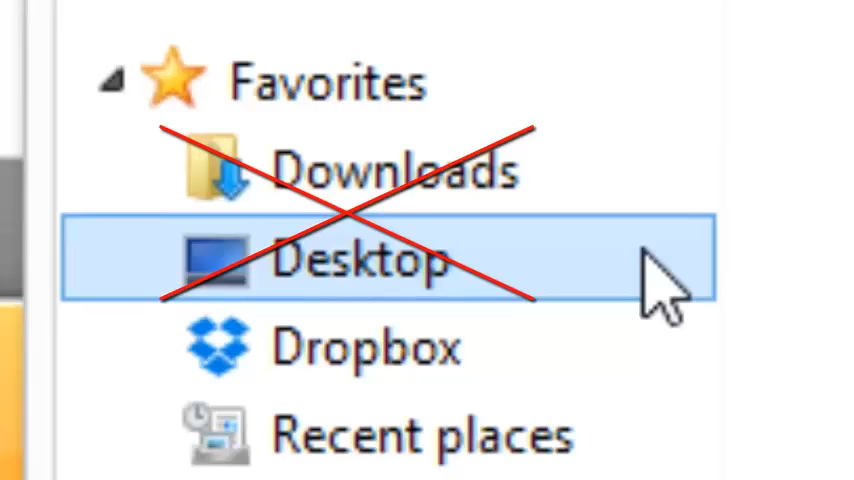 Favorites
Downloads
Desktop
Dropbox
Recent places